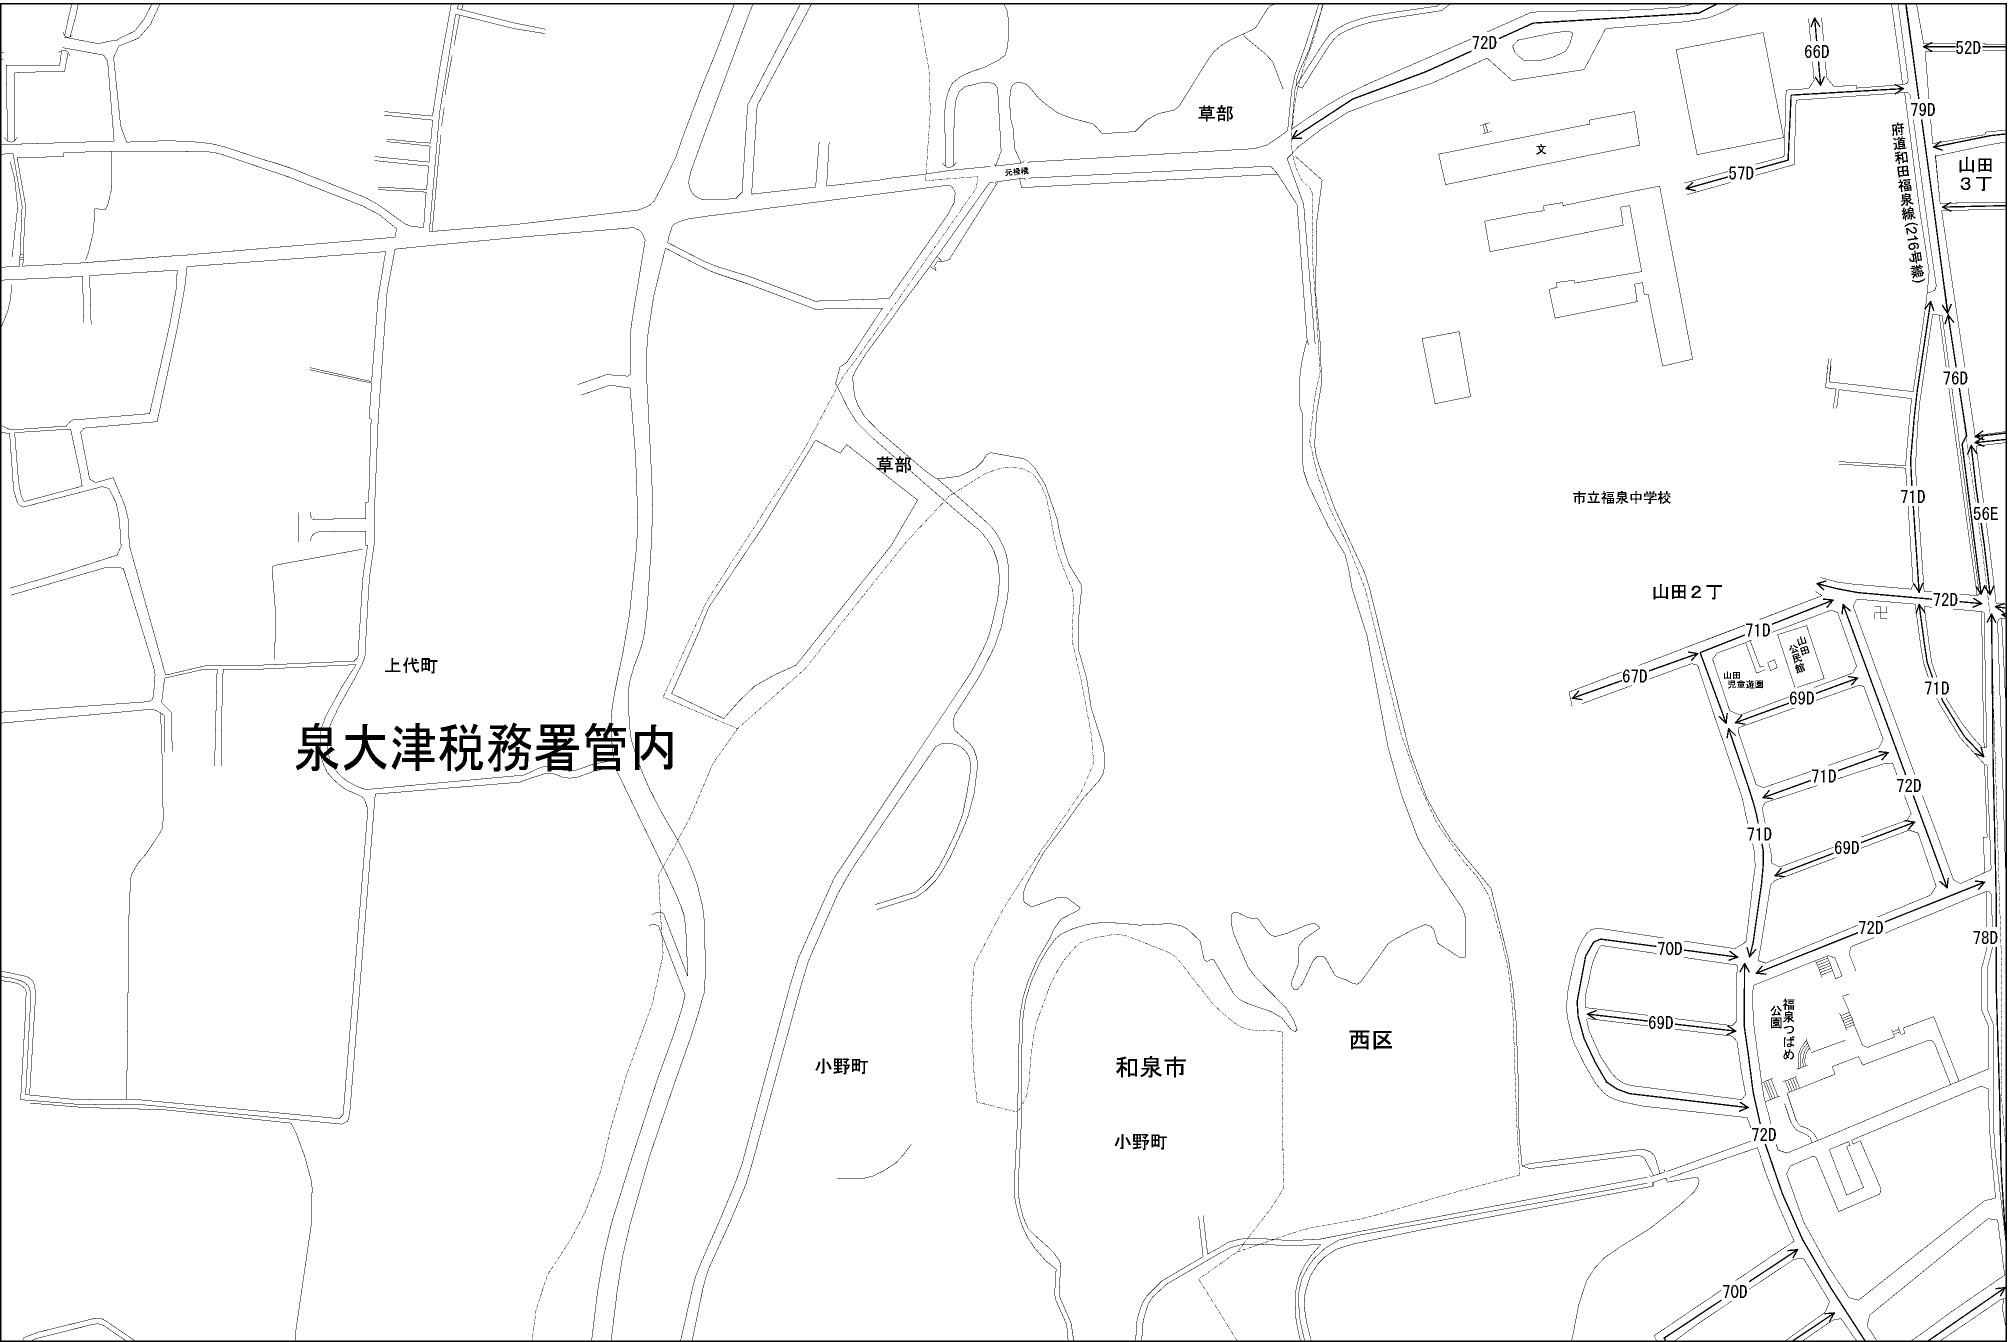 72D
66D
52D
草部
79D
文
元禄橋
57D
山田
3丁
府道和田福泉線(216号線)
76D
草部
71D
市立福泉中学校
56E
山田2丁
72D
71D
山田
公民館
上代町
67D
山田
児童遊園
69D
71D
泉大津税務署管内
71D
72D
71D
69D
72D
78D
70D
福泉つばめ
公園
69D
西区
小野町
和泉市
小野町
72D
70D